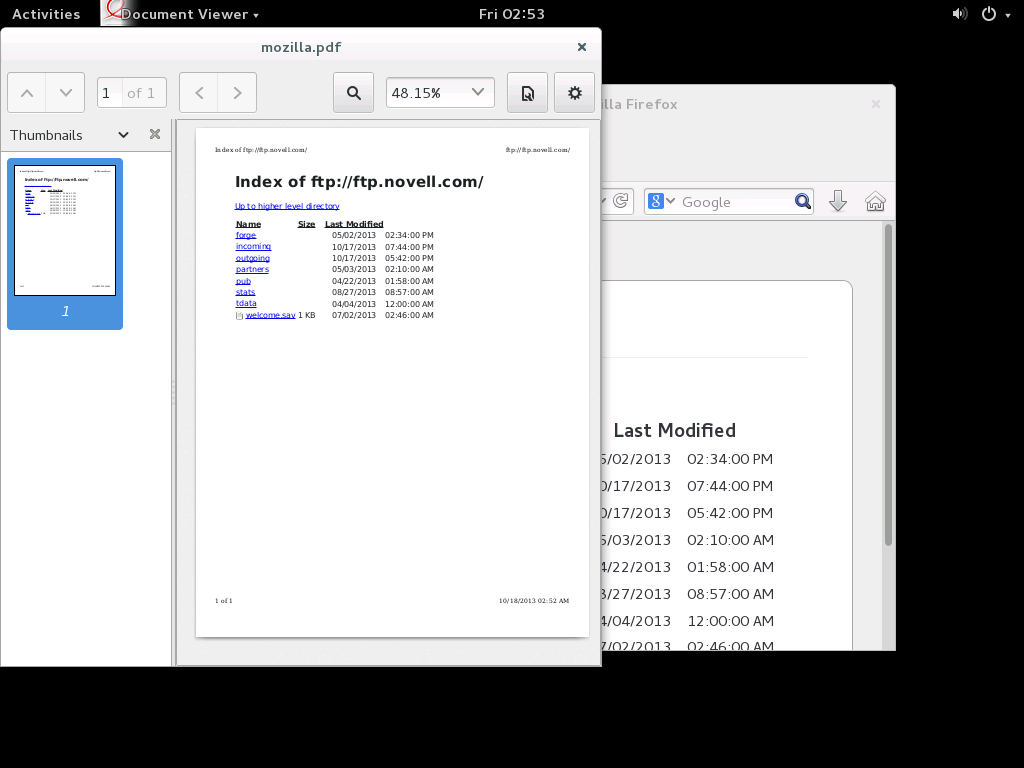 Activities Document Viewer Fri 02:53
mozilla.pdf
1 of 1 48.15%
Thumbnails
1
Index of ftp://ftp.novell.com/ ftp://ftp.novell.com/
Index of ftp://ftp.novell.com/
Up to higher level directory
Name Size Last Modified
forge 05/02/2013 02:34:00 PM
incoming 10/17/2013 07:44:00 PM
outgoing 10/17/2013 05:42:00 PM
partners 05/03/2013 02:10:00 AM
pub 04/22/2013 01:58:00 AM
stats 08/27/2013 08:57:00 AM
tdata 04/04/2013 12:00:00 AM
welcome.sav 1 KB 07/02/2013 02:46:00 AM
1 of 1 10/18/2013 02:52 AM
illa Firefox
8 Google
Last Modified
5/02/2013 02:34:00 PM
0/17/2013 07:44:00 PM
0/17/2013 05:42:00 PM
5/03/2013 02:10:00 AM
4/22/2013 01:58:00 AM
8/27/2013 08:57:00 AM
4/04/2013 12:00:00 AM
7/02/2013 02:46:00 AM